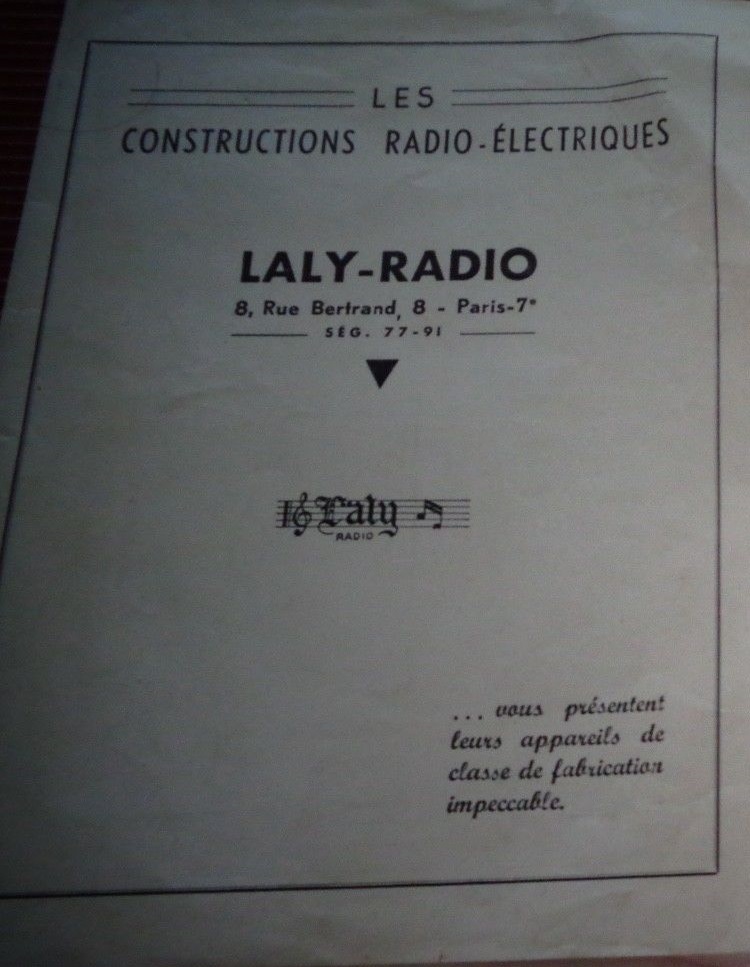 LES
CONSTRUCTIONS RADIO-ÉLECTRIQUES
LALY-RADIO
8, Rue Bertrand, 8 - Paris-7e
SÉG. 77-91
Laly
RADIO
... vous présentent
leurs appareils de
classe de fabrication
impeccable.